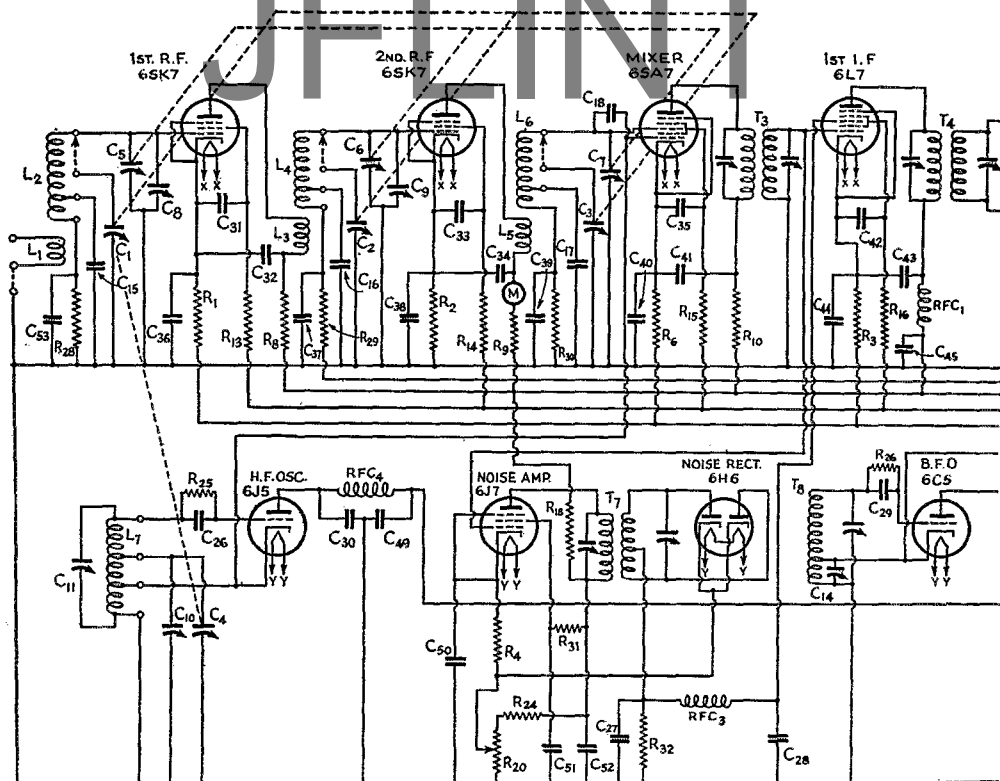 JFLINT
1ST. R.F.
6SK7
2ND. R.F
6SK7
MIXER
6SA7
1ST I.F
6L7
C18
L6
T3
T4
C5
C6
C7
L2
L4
C8
C9
C31
C33
C3
C35
C42
L1
C1
L3
C2
L5
C17
C32
C34
C39
C40
C41
C43
C15
C16
M
C53
R28
C36
R1
R13
R8
C37
R29
C38
R2
R14
R9
R30
R6
R15
R10
C44
R3
R16
RFC1
C45
H.F. OSC.
6J5
RFC4
NOISE AMP.
6J7
NOISE RECT.
6H6
B.F.O
6C5
R25
R26
L7
C26
C30
C49
R18
T7
T8
C29
C11
C14
C10
C4
C50
R4
R31
R24
R20
C51
C52
C27
R32
RFC3
C28
X X
X X
X X
X X
Y Y
Y Y
Y Y
Y Y